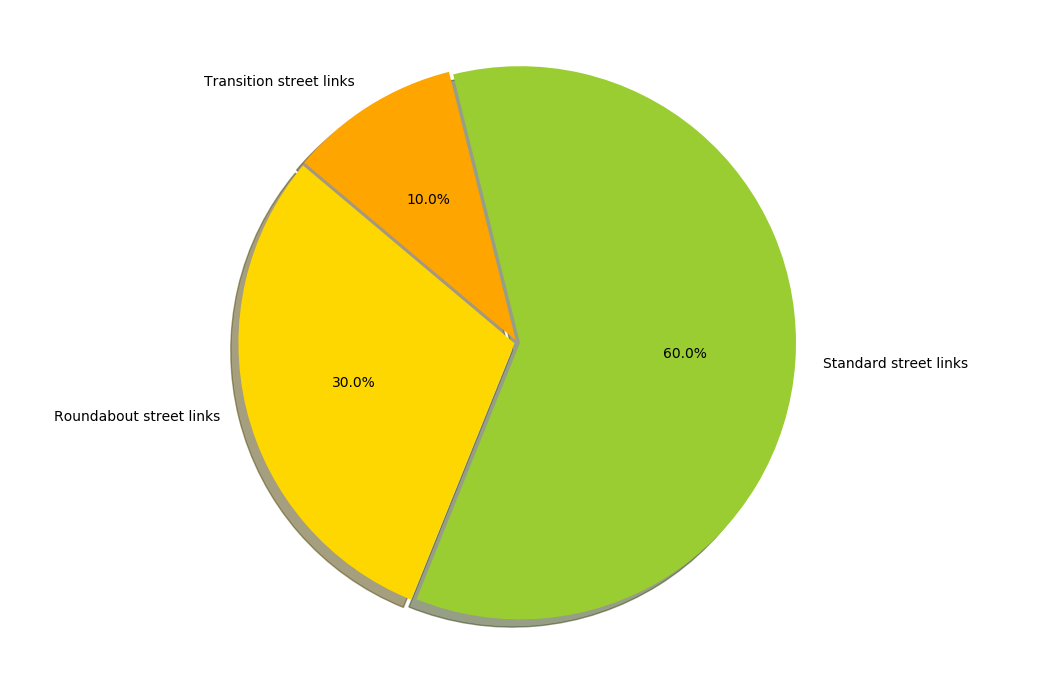 Transition street links
10.0%
60.0%
Standard street links
30.0%
Roundabout street links